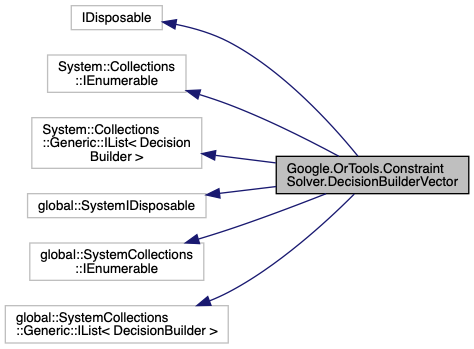 IDisposable
System::Collections
::IEnumerable
System::Collections
::Generic::IList< Decision
Builder >
Google.OrTools.Constraint
Solver.DecisionBuilderVector
global::SystemIDisposable
global::SystemCollections
::IEnumerable
global::SystemCollections
::Generic::IList< DecisionBuilder >